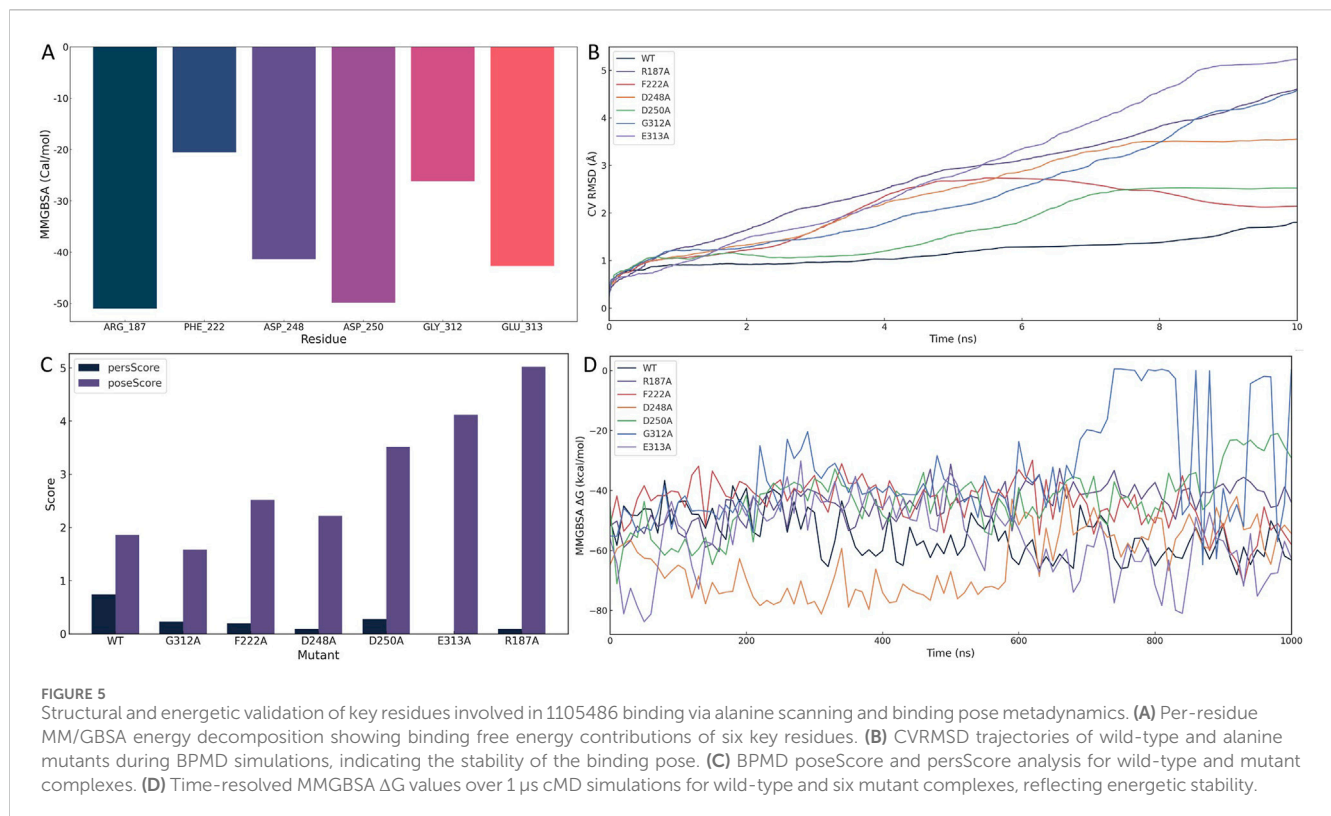 A
0
-10
-20
-30
-40
-50
MMGBSA (Cal/mol)
ARG_187 PHE_222 ASP_248 ASP_250 GLY_312 GLU_313
Residue
B
WT
R187A
F222A
D248A
D250A
G312A
E313A
5
4
3
2
1
0
CV RMSD (Å)
0 2 4 6 8 10
Time (ns)
C
persScore
poseScore
5
4
3
2
1
0
Score
WT G312A F222A D248A D250A E313A R187A
Mutant
D
WT
R187A
F222A
D248A
D250A
G312A
E313A
0
−20
−40
−60
−80
MMGBSA ΔG (kcal/mol)
0 200 400 600 800 1000
Time (ns)
FIGURE 5
Structural and energetic validation of key residues involved in 1105486 binding via alanine scanning and binding pose metadynamics. (A) Per-residue
MM/GBSA energy decomposition showing binding free energy contributions of six key residues. (B) CVRMSD trajectories of wild-type and alanine
mutants during BPMD simulations, indicating the stability of the binding pose. (C) BPMD poseScore and persScore analysis for wild-type and mutant
complexes. (D) Time-resolved MMGBSA ΔG values over 1 µs cMD simulations for wild-type and six mutant complexes, reflecting energetic stability.